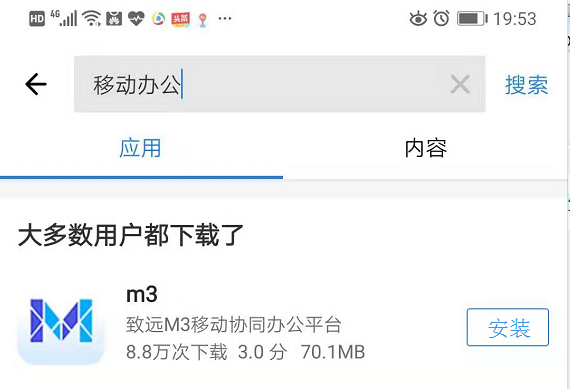 HD 4G 19:53
移动办公 搜索
应用 内容
大多数用户都下载了
m3
致远M3移动协同办公平台
安装
8.8万次下载 3.0 分 70.1MB